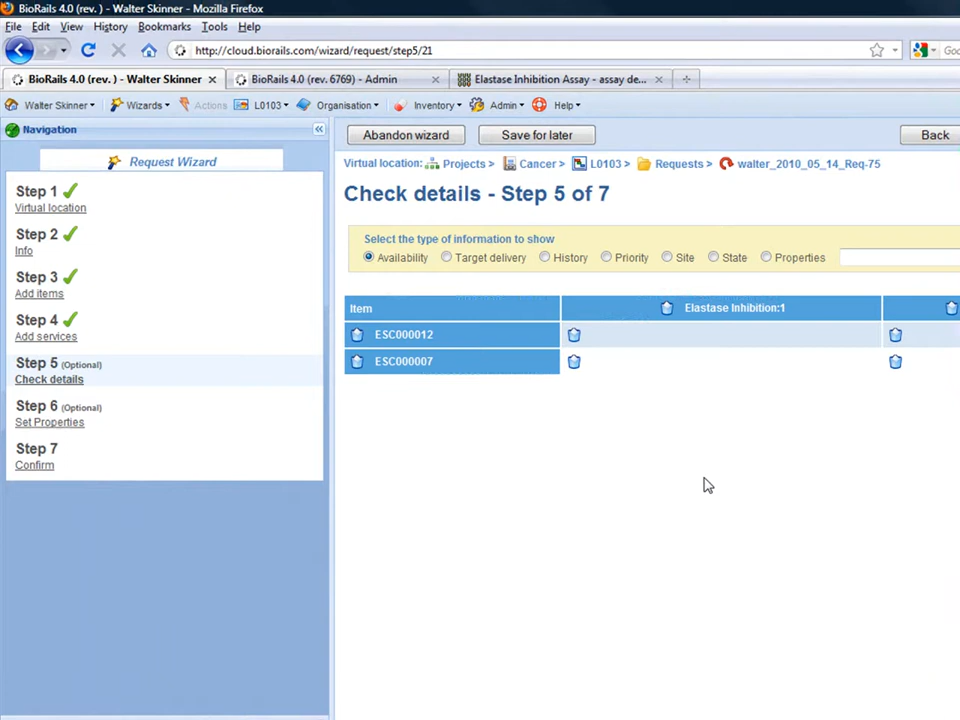 BioRails 4.0 (rev. ) - Walter Skinner - Mozilla Firefox
File Edit View History Bookmarks Tools Help
http://cloud.biorails.com/wizard/request/step5/21
BioRails 4.0 (rev. ) - Walter Skinner BioRails 4.0 (rev. 6769) - Admin Elastase Inhibition Assay - assay de...
Walter Skinner Wizards Actions L0103 Organisation Inventory Admin Help
Navigation
Abandon wizard Save for later Back
Request Wizard
Virtual location: Projects > Cancer > L0103 > Requests > walter_2010_05_14_Req-75
Check details - Step 5 of 7
Step 1
Virtual location
Step 2
Info
Step 3
Add items
Step 4
Add services
Step 5 (Optional)
Check details
Step 6 (Optional)
Set Properties
Step 7
Confirm
Select the type of information to show
Availability Target delivery History Priority Site State Properties
Item Elastase Inhibition:1
ESC000012
ESC000007